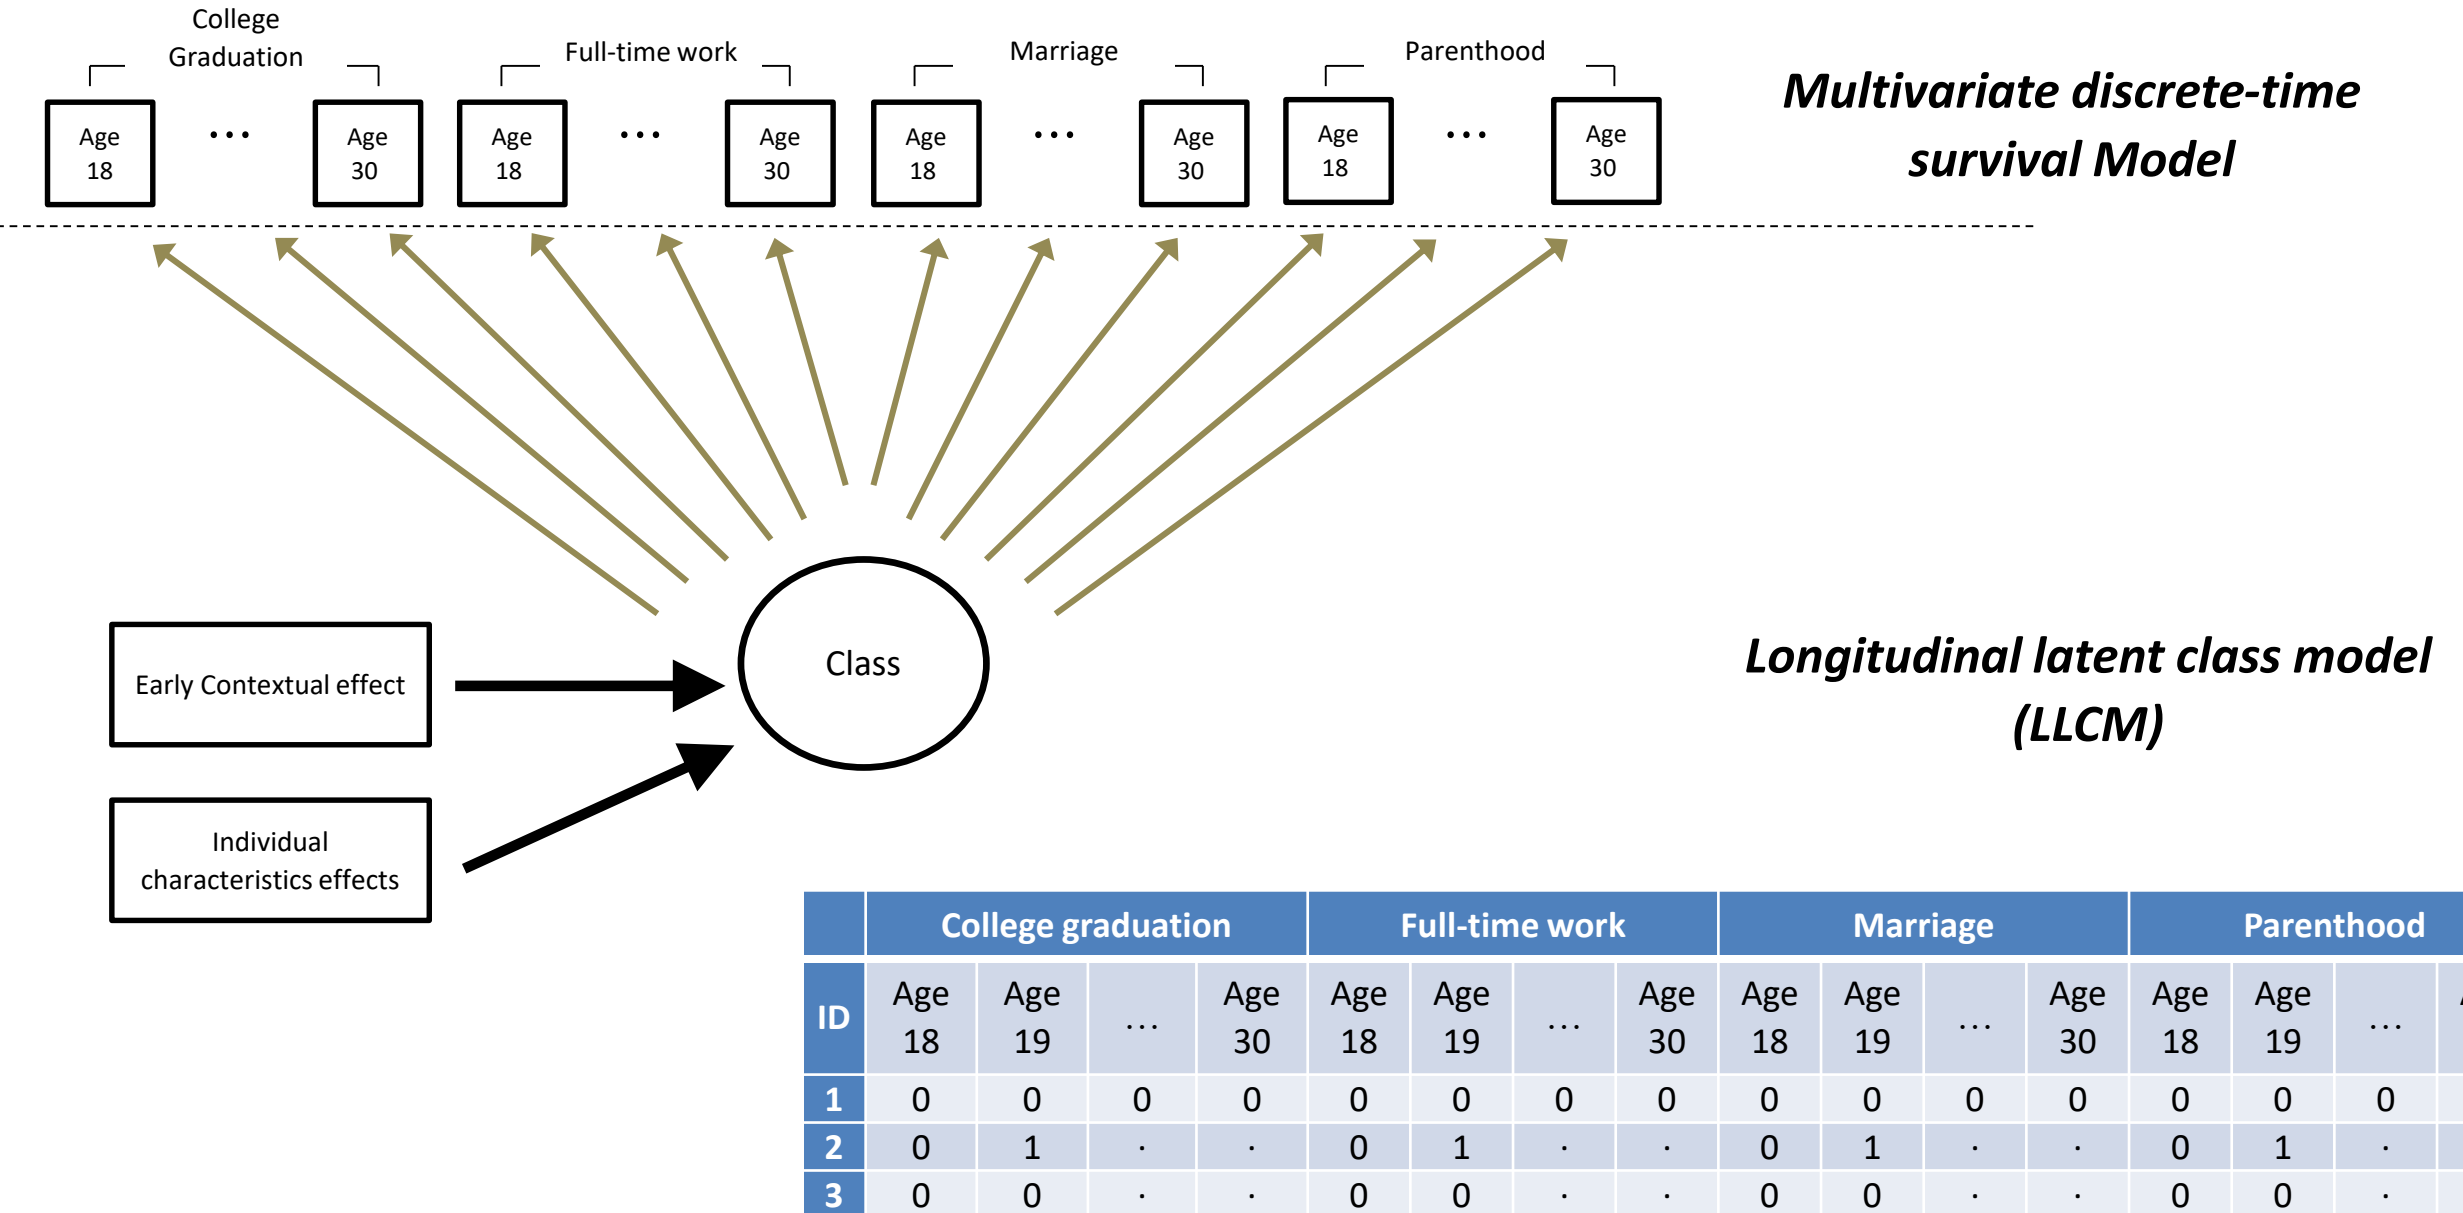 College
Graduation
Full-time work
Marriage
Parenthood
Age
18
...
Age
30
Age
18
...
Age
30
Age
18
...
Age
30
Age
18
...
Age
30
Multivariate discrete-time
survival Model
Class
Early Contextual effect
Individual
characteristics effects
Longitudinal latent class model
(LLCM)
College graduation Full-time work Marriage Parenthood
ID Age 18 Age 19 ... Age 30 Age 18 Age 19 ... Age 30 Age 18 Age 19 ... Age 30 Age 18 Age 19 ...
1 0 0 0 0 0 0 0 0 0 0 0 0 0 0 0
2 0 1 · · 0 1 · · 0 1 · · 0 1 ·
3 0 0 · · 0 0 · · 0 0 · · 0 0 ·